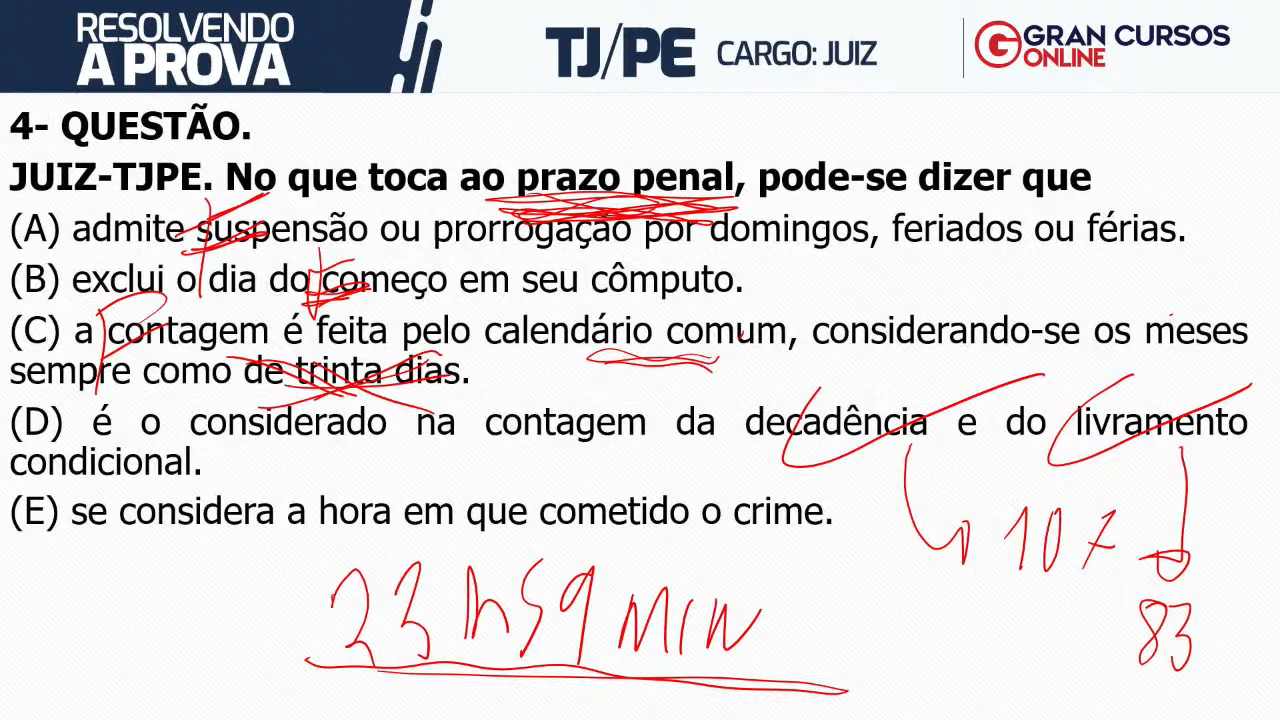 RESOLVENDO
A PROVA
TJ/PE CARGO: JUIZ
GRAN CURSOS
ONLINE
4- QUESTÃO.
JUIZ-TJPE. No que toca ao prazo penal, pode-se dizer que
(A) admite suspensão ou prorrogação por domingos, feriados ou férias.
(B) exclui o dia do começo em seu cômputo.
(C) a contagem é feita pelo calendário comum, considerando-se os meses
sempre como de trinta dias.
(D) é o considerado na contagem da decadência e do livramento
condicional.
(E) se considera a hora em que cometido o crime.
23 h 59 MIN
83